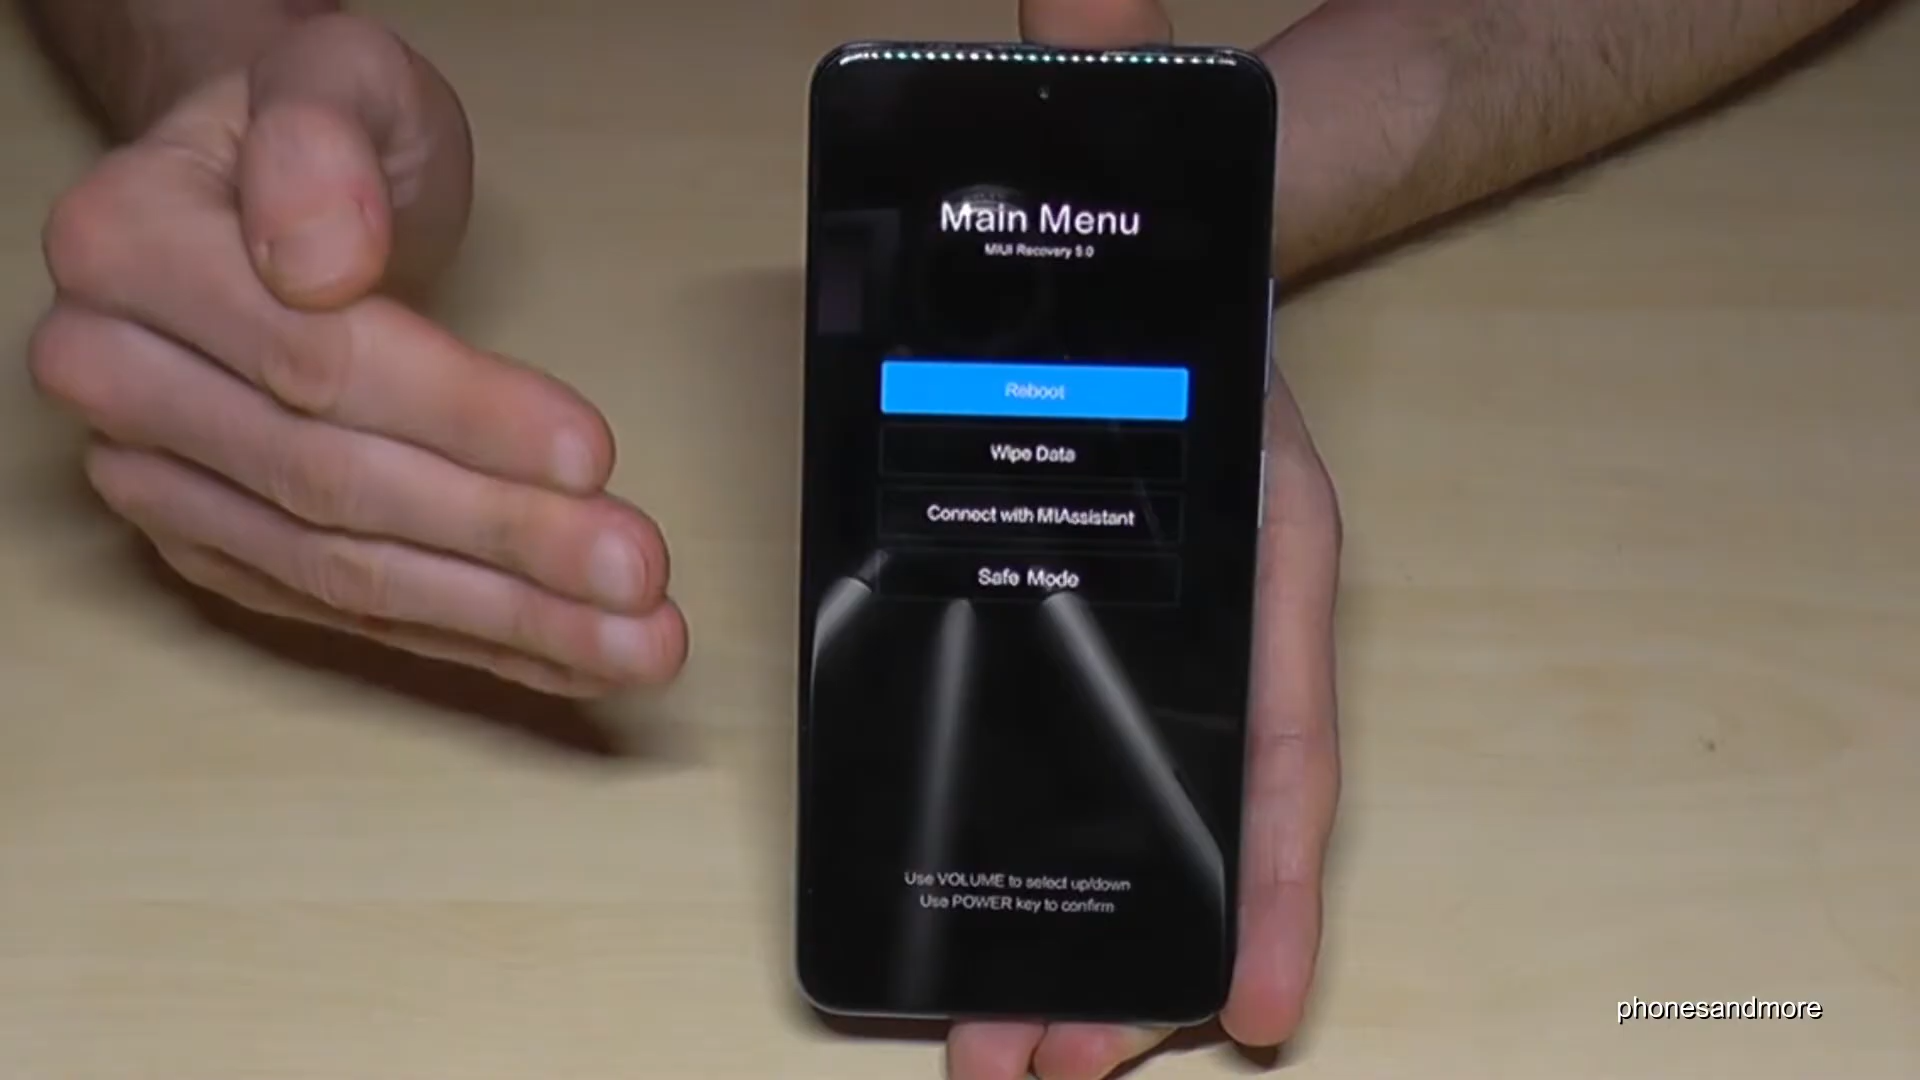 Main Menu
MIUI Recovery 5.0
Reboot
Wipe Data
Connect with MIAssistant
Safe Mode
Use VOLUME to select up/down
Use POWER key to confirm
phonesandmore